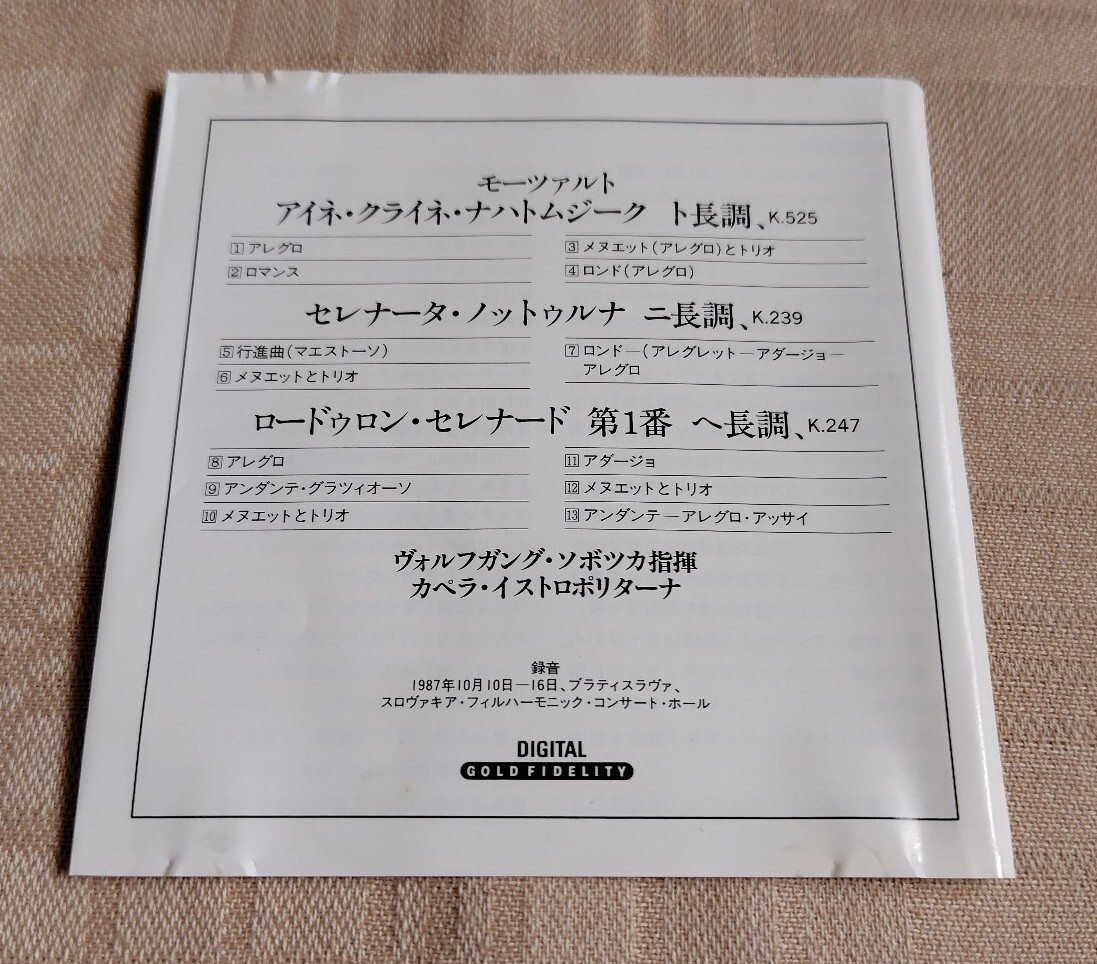 モーツァルト
アイネ・クライネ・ナハトムジーク ト長調、K.525
1 アレグロ
2 ロマンス
3 メヌエット(アレグロ)とトリオ
4 ロンド(アレグロ)
セレナータ・ノットゥルナ ニ長調、K.239
5 行進曲(マエストーソ)
6 メヌエットとトリオ
7 ロンド―(アレグレット―アダージョ―
アレグロ
ロードゥロン・セレナード 第1番 ヘ長調、K.247
8 アレグロ
9 アンダンテ・グラツィオーソ
10 メヌエットとトリオ
11 アダージョ
12 メヌエットとトリオ
13 アンダンテ―アレグロ・アッサイ
ヴォルフガング・ソボツカ指揮
カペラ・イストロポリターナ
録音
1987年10月10日―16日、ブラティスラヴァ、
スロヴァキア・フィルハーモニック・コンサート・ホール
DIGITAL
GOLD FIDELITY